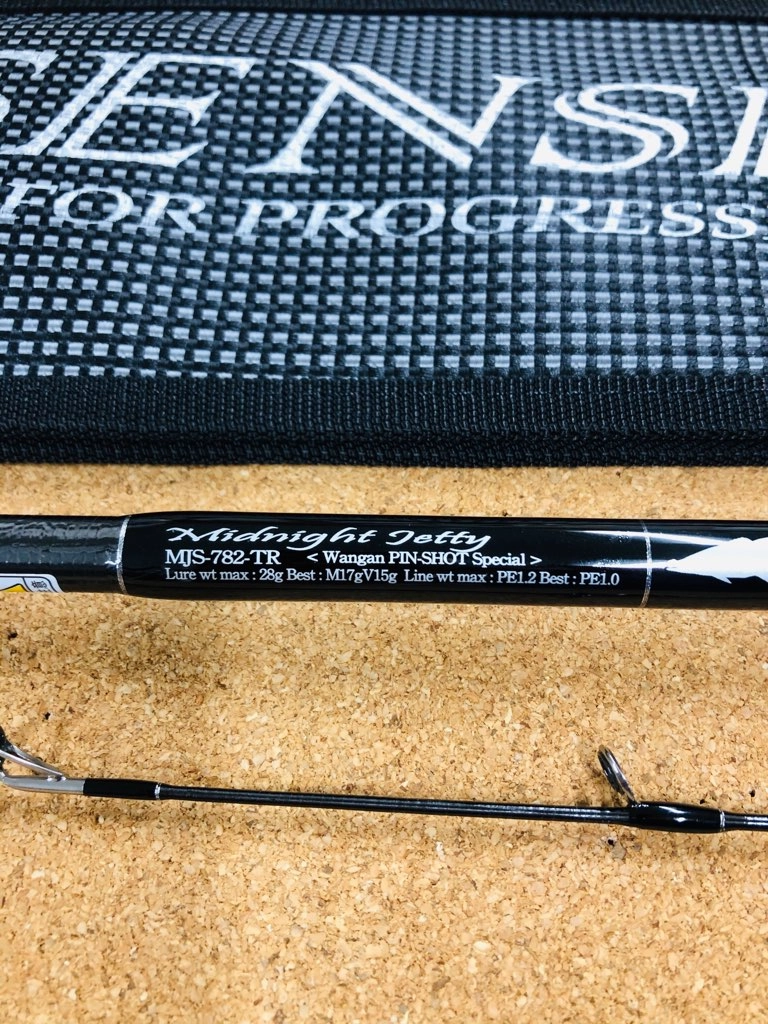 SENS
FOR PROGRESS
Midnight Jetty
MJS-782-TR < Wangan PIN-SHOT Special >
Lure wt max : 28g Best : M17gV15g Line wt max : PE1.2 Best : PE1.0